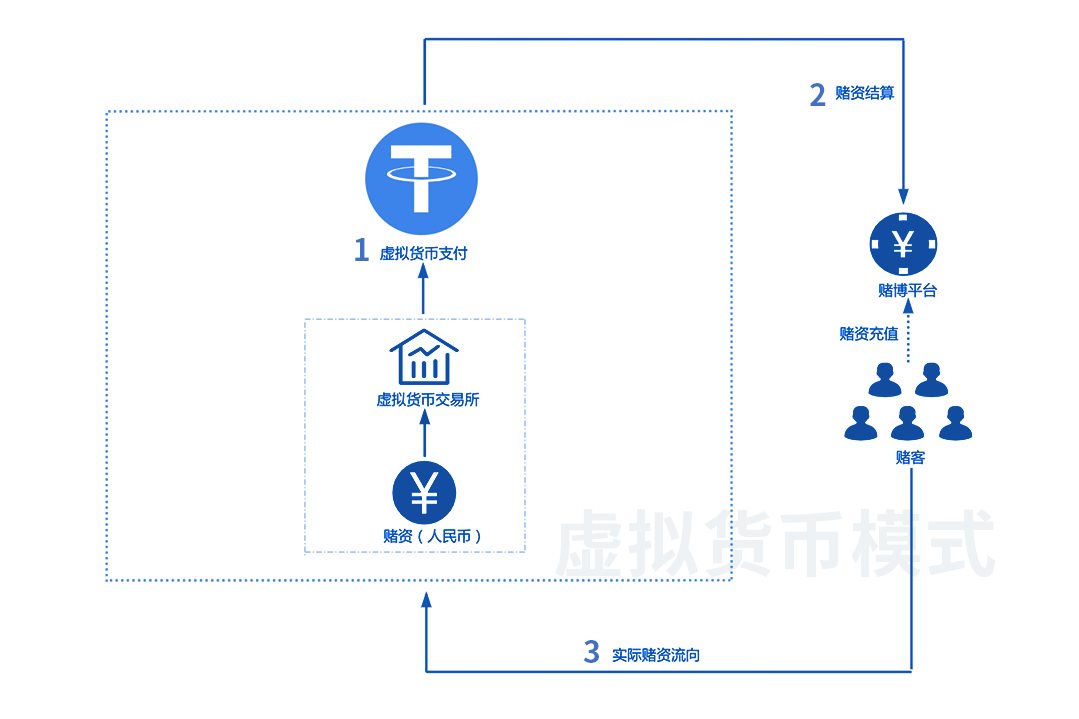 2 赌资结算
1 虚拟货币支付
¥
赌博平台
赌资充值
虚拟货币交易所
赌客
¥
赌资（人民币）
虚拟货币模式
3 实际赌资流向